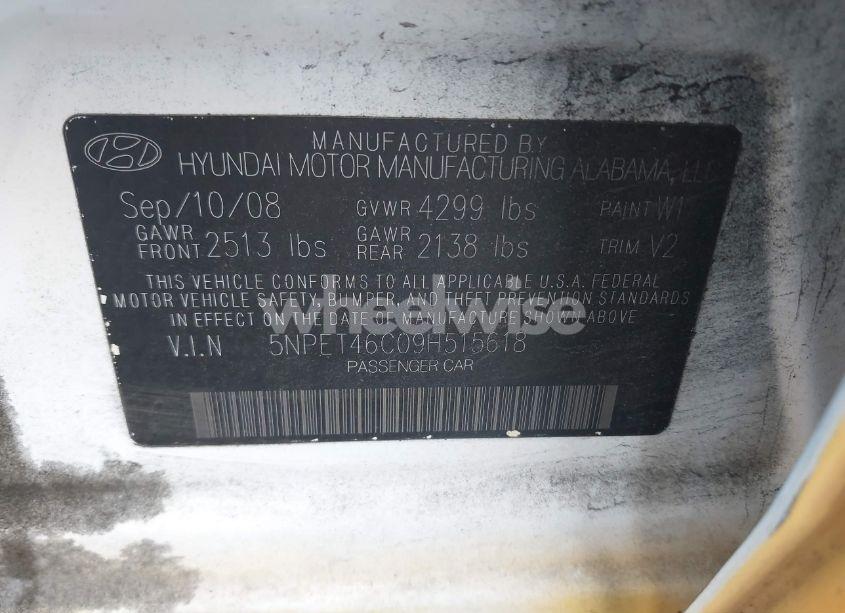 MANUFACTURED BY
HYUNDAI MOTOR MANUFACTURING ALABAMA, LLC
Sep/10/08 GVWR 4299 lbs PAINT W1
GAWR FRONT 2513 lbs GAWR REAR 2138 lbs TRIM V2
THIS VEHICLE CONFORMS TO ALL APPLICABLE U.S.A. FEDERAL
MOTOR VEHICLE SAFETY, BUMPER, AND THEFT PREVENTION STANDARDS
IN EFFECT ON THE DATE OF MANUFACTURE SHOWN ABOVE
wheelwise
V.I.N 5NPET46C09H515618
PASSENGER CAR